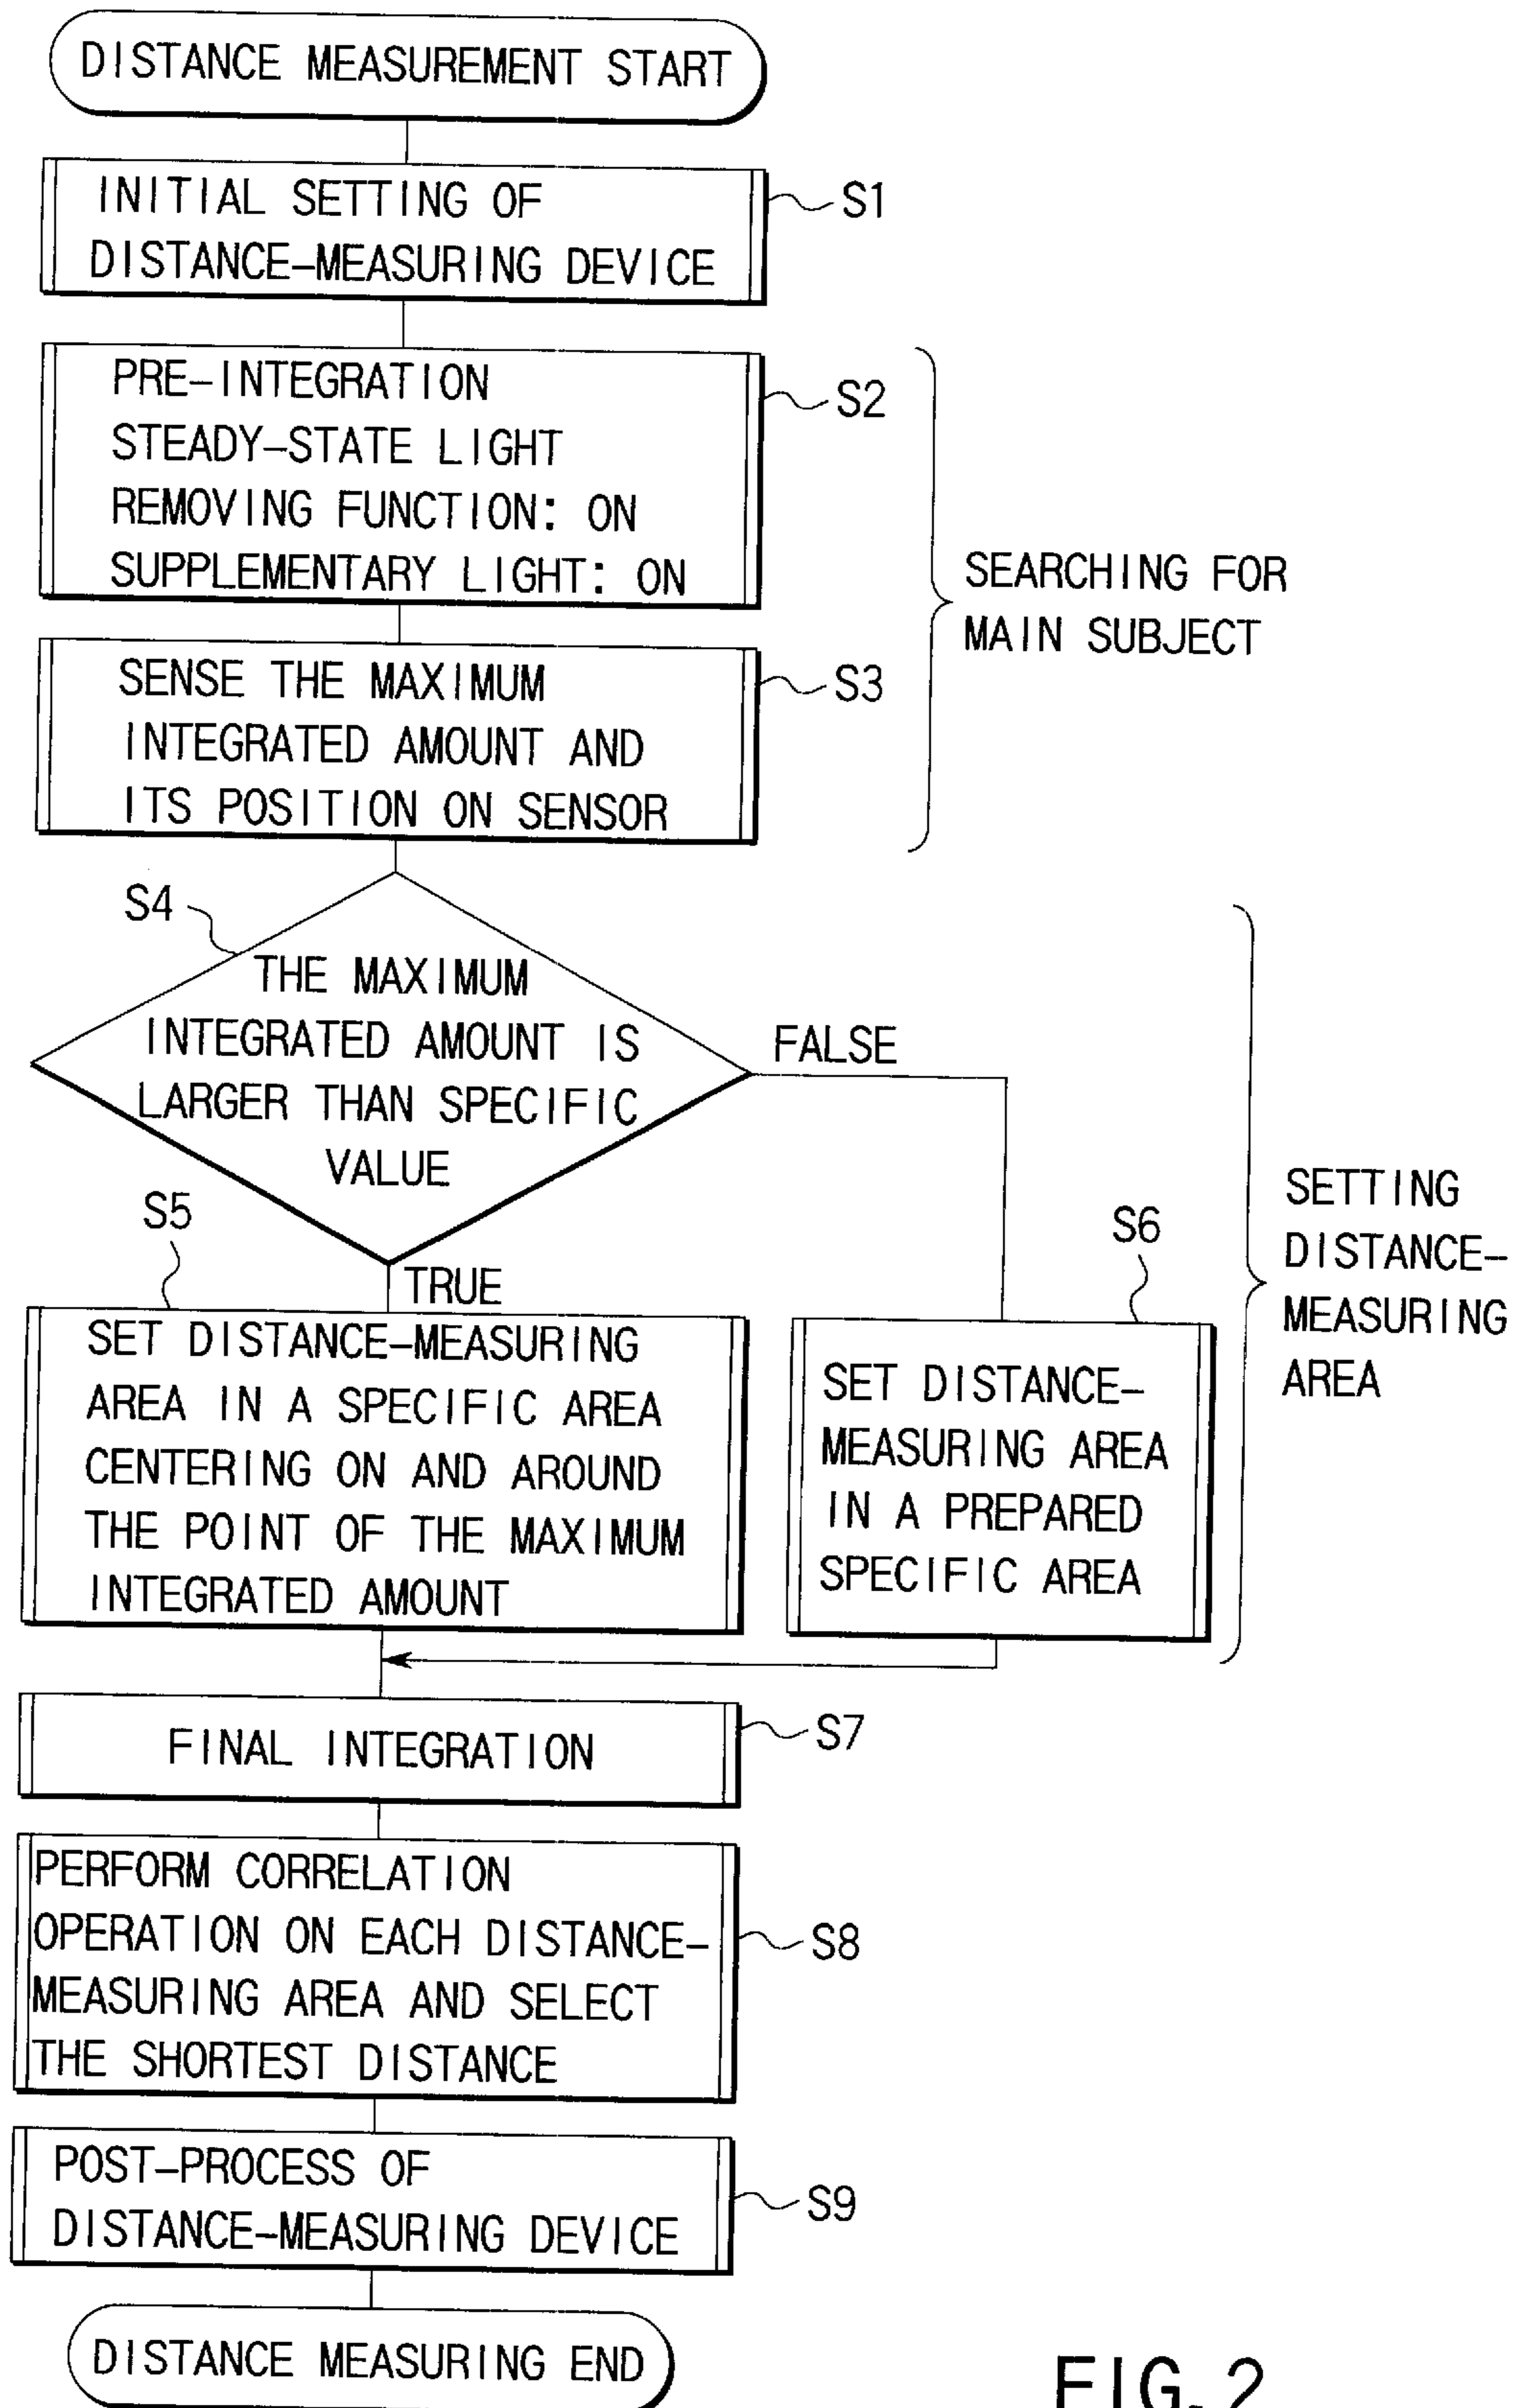 DISTANCE MEASUREMENT START
INITIAL SETTING OF
DISTANCE-MEASURING DEVICE
S1
PRE-INTEGRATION
STEADY-STATE LIGHT
REMOVING FUNCTION: ON
SUPPLEMENTARY LIGHT: ON
S2
SENSE THE MAXIMUM
INTEGRATED AMOUNT AND
ITS POSITION ON SENSOR
S3
SEARCHING FOR
MAIN SUBJECT
S4
THE MAXIMUM
INTEGRATED AMOUNT IS
LARGER THAN SPECIFIC
VALUE
FALSE
TRUE
S5
SET DISTANCE-MEASURING
AREA IN A SPECIFIC AREA
CENTERING ON AND AROUND
THE POINT OF THE MAXIMUM
INTEGRATED AMOUNT
S6
SET DISTANCE-
MEASURING AREA
IN A PREPARED
SPECIFIC AREA
SETTING
DISTANCE-
MEASURING
AREA
FINAL INTEGRATION
S7
PERFORM CORRELATION
OPERATION ON EACH DISTANCE-
MEASURING AREA AND SELECT
THE SHORTEST DISTANCE
S8
POST-PROCESS OF
DISTANCE-MEASURING DEVICE
S9
DISTANCE MEASURING END
FIG. 2